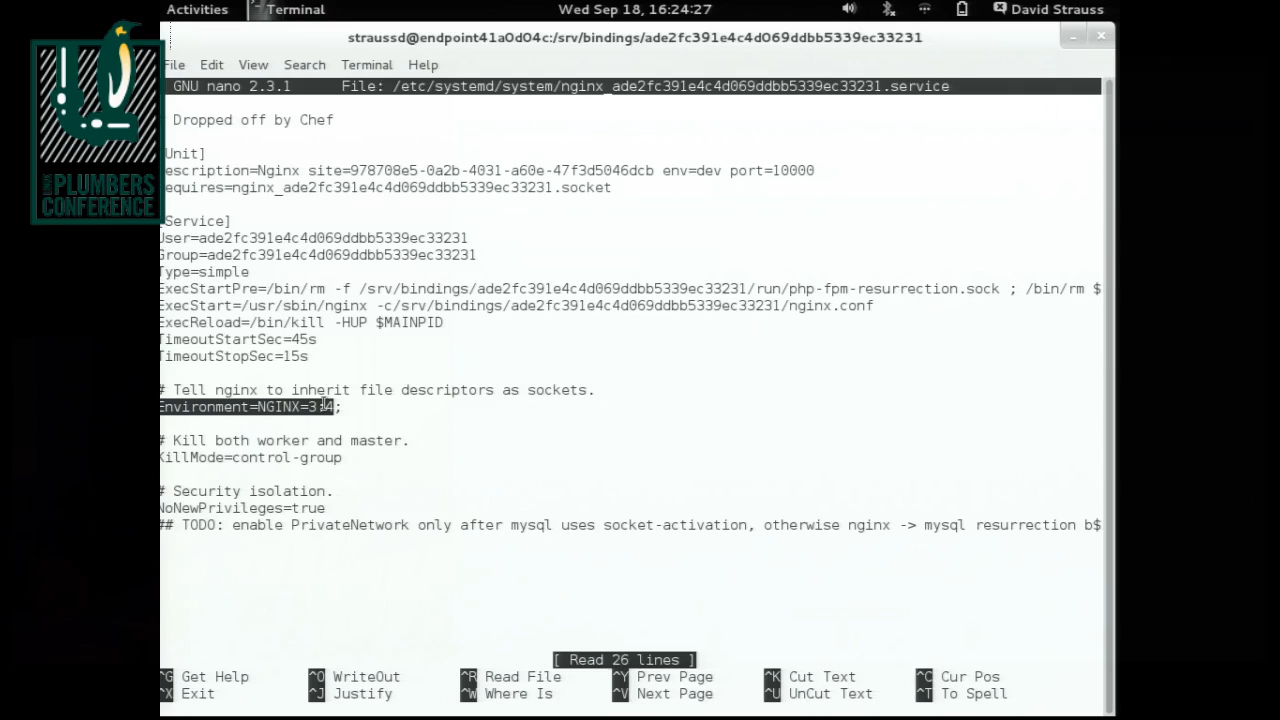 Activities Terminal Wed Sep 18, 16:24:27 David Strauss
straussd@endpoint41a0d04c:/srv/bindings/ade2fc391e4c4d069ddbb5339ec33231
File Edit View Search Terminal Help
GNU nano 2.3.1 File: /etc/systemd/system/nginx_ade2fc391e4c4d069ddbb5339ec33231.service
Dropped off by Chef
Unit]
escription=Nginx site=978708e5-0a2b-4031-a60e-47f3d5046dcb env=dev port=10000
equires=nginx_ade2fc391e4c4d069ddbb5339ec33231.socket
[Service]
User=ade2fc391e4c4d069ddbb5339ec33231
Group=ade2fc391e4c4d069ddbb5339ec33231
Type=simple
ExecStartPre=/bin/rm -f /srv/bindings/ade2fc391e4c4d069ddbb5339ec33231/run/php-fpm-resurrection.sock ; /bin/rm $
ExecStart=/usr/sbin/nginx -c/srv/bindings/ade2fc391e4c4d069ddbb5339ec33231/nginx.conf
ExecReload=/bin/kill -HUP $MAINPID
TimeoutStartSec=45s
TimeoutStopSec=15s
# Tell nginx to inherit file descriptors as sockets.
Environment=NGINX=3:4;
# Kill both worker and master.
KillMode=control-group
# Security isolation.
NoNewPrivileges=true
## TODO: enable PrivateNetwork only after mysql uses socket-activation, otherwise nginx -> mysql resurrection b$
[ Read 26 lines ]
^G Get Help ^O WriteOut ^R Read File ^Y Prev Page ^K Cut Text ^C Cur Pos
^X Exit ^J Justify ^W Where Is ^V Next Page ^U UnCut Text ^T To Spell
LINUX
PLUMBERS
CONFERENCE